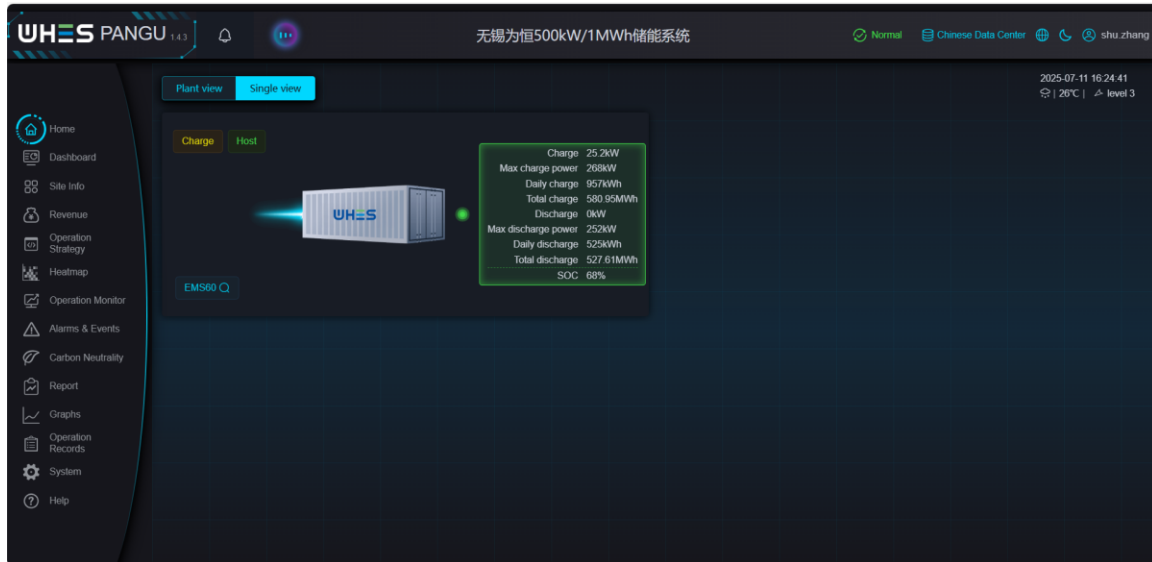 WHES PANGU 1.4.3
无锡为恒500kW/1MWh储能系统
Normal
Chinese Data Center
shu.zhang
Plant view
Single view
2025-07-11 16:24:41
| 26℃ | level 3
Home
Dashboard
Site Info
Revenue
Operation
Strategy
Heatmap
Operation Monitor
Alarms & Events
Carbon Neutrality
Report
Graphs
Operation
Records
System
Help
Charge
Host
WHES
EMS60
Charge 25.2kW
Max charge power 268kW
Daily charge 957kWh
Total charge 580.95MWh
Discharge 0kW
Max discharge power 252kW
Daily discharge 525kWh
Total discharge 527.61MWh
SOC 68%